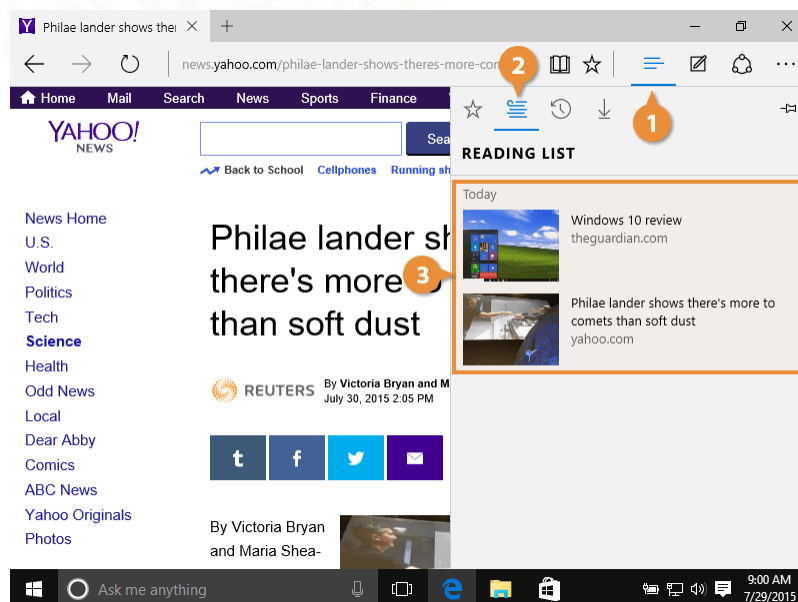 Philae lander shows ther
news.yahoo.com/philae-lander-shows-theres-more-con
2
1
Home Mail Search News Sports Finance
YAHOO!
NEWS
Sea
Back to School Cellphones Running sh
READING LIST
Today
Windows 10 review
theguardian.com
3
Philae lander shows there's more to
comets than soft dust
yahoo.com
News Home
U.S.
World
Politics
Tech
Science
Health
Odd News
Local
Dear Abby
Comics
ABC News
Yahoo Originals
Photos
Philae lander sh
there's more
than soft dust
REUTERS
By Victoria Bryan and M
July 30, 2015 2:05 PM
By Victoria Bryan
and Maria Shea-
Ask me anything
9:00 AM
7/29/2015